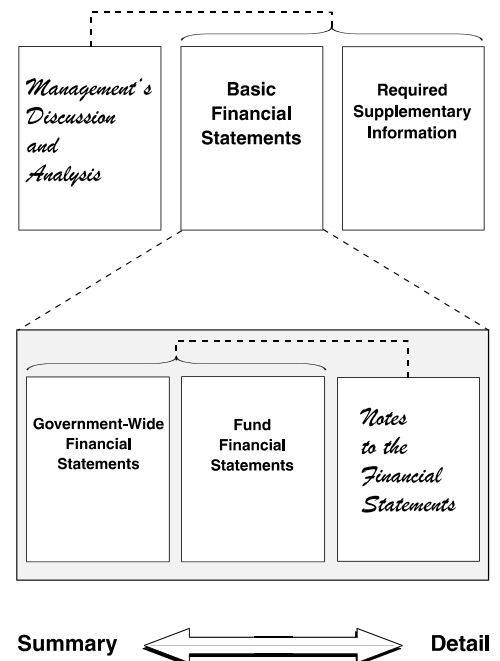 Management's
Discussion
and
Analysis
Basic
Financial
Statements
Required
Supplementary
Information
Government-Wide
Financial
Statements
Fund
Financial
Statements
Notes
to the
Financial
Statements
Summary
Detail